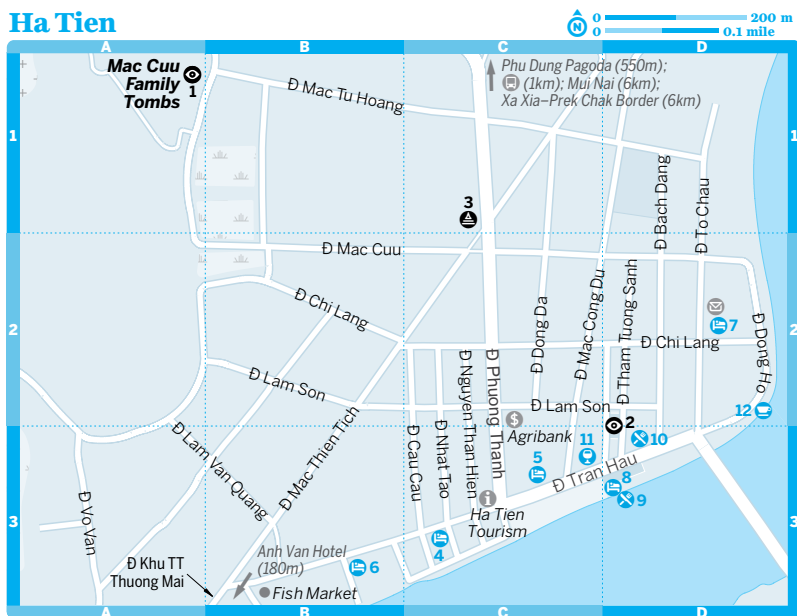 Ha Tien
N
0 200 m
0 0.1 mile
A B C D
1
2
3
1
2
3
A B C D
Mac Cuu
Family
Tombs
1
Đ Mac Tu Hoang
Phu Dung Pagoda (550m);
(1km); Mui Nai (6km);
Xa Xia–Prek Chak Border (6km)
3
Đ Bach Dang
Đ To Chau
Đ Mac Cuu
Đ Chi Lang
Đ Dong Da
Đ Mac Cong Du
Đ Tham Tuong Sanh
7
Đ Chi Lang
Đ Dong Ho
Đ Lam Son
Đ Nguyen Than Hien
Đ Phuong Thanh
$
Đ Lam Son
Agribank
2
12
10
11
5
Đ Lam Van Quang
Đ Mac Thien Tich
Đ Cau Cau
Đ Nhat Tao
Đ Tran Hau
8
9
Đ Vo Van
i
Ha Tien
Tourism
4
Đ Khu TT
Thuong Mai
Anh Van Hotel
(180m)
6
Fish Market